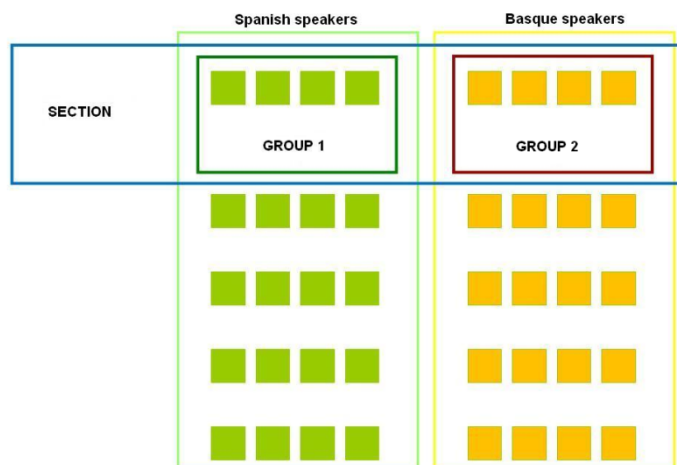 Spanish speakers
Basque speakers
SECTION
GROUP 1
GROUP 2